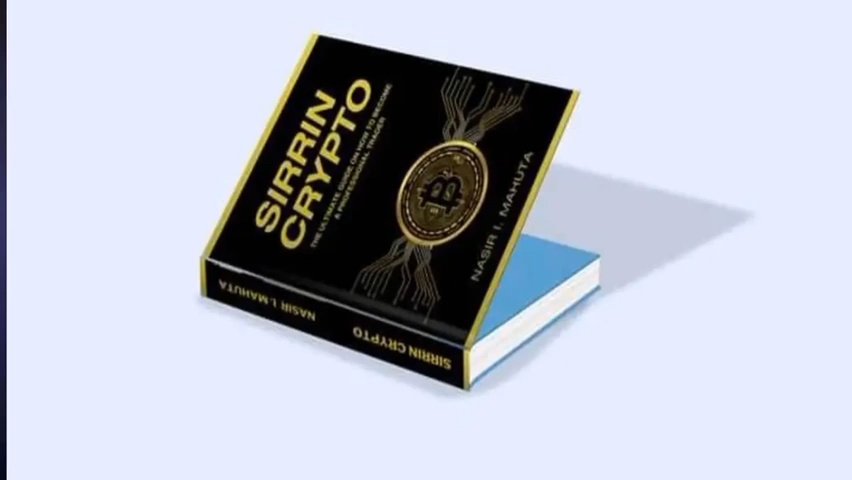 SIRRIN
CRYPTO
THE ULTIMATE GUIDE ON HOW TO BECOME
A PROFESSIONAL TRADER
NASIR I. MAHUTA
SIRRIN CRYPTO
NASIR I. MAHUTA